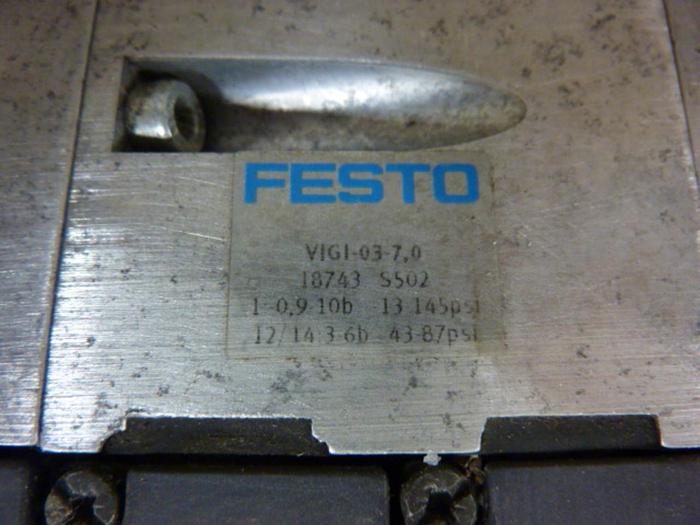 FESTO
VIGI-03-7,0
18743 S502
1-0,9-10b 13-145psi
12/14-3-6b 43-87psi